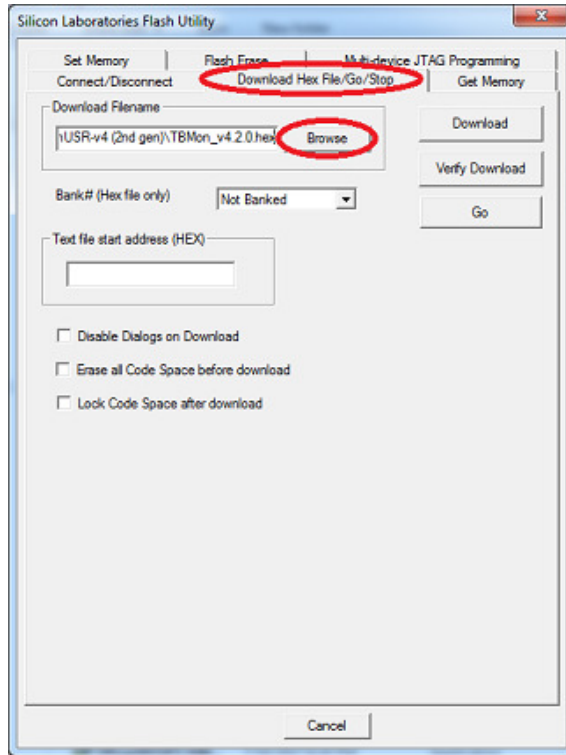 Silicon Laboratories Flash Utility
Set Memory
Flash Erase
Multi-device JTAG Programming
Connect/Disconnect
Download Hex File/Go/Stop
Get Memory
Download Filename
\USR-v4 (2nd gen)\TBMon_v4.2.0.hex
Browse
Download
Verify Download
Bank# (Hex file only)
Not Banked
Go
Text file start address (HEX)
Disable Dialogs on Download
Erase all Code Space before download
Lock Code Space after download
Cancel